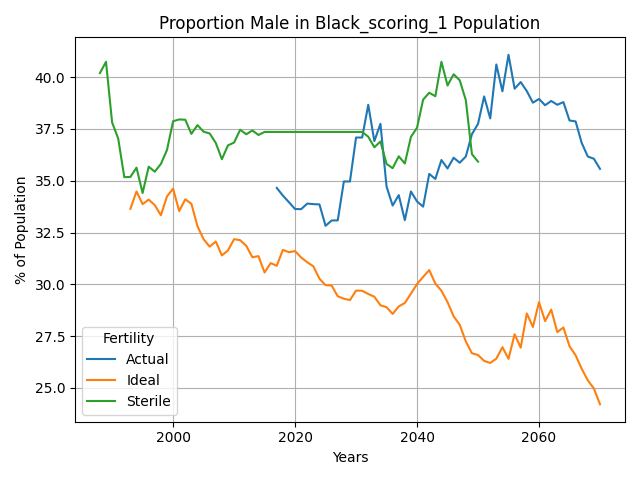 Proportion Male in Black_scoring_1 Population
% of Population
40.0
37.5
35.0
32.5
30.0
27.5
25.0
Fertility
Actual
Ideal
Sterile
2000
2020
2040
2060
Years